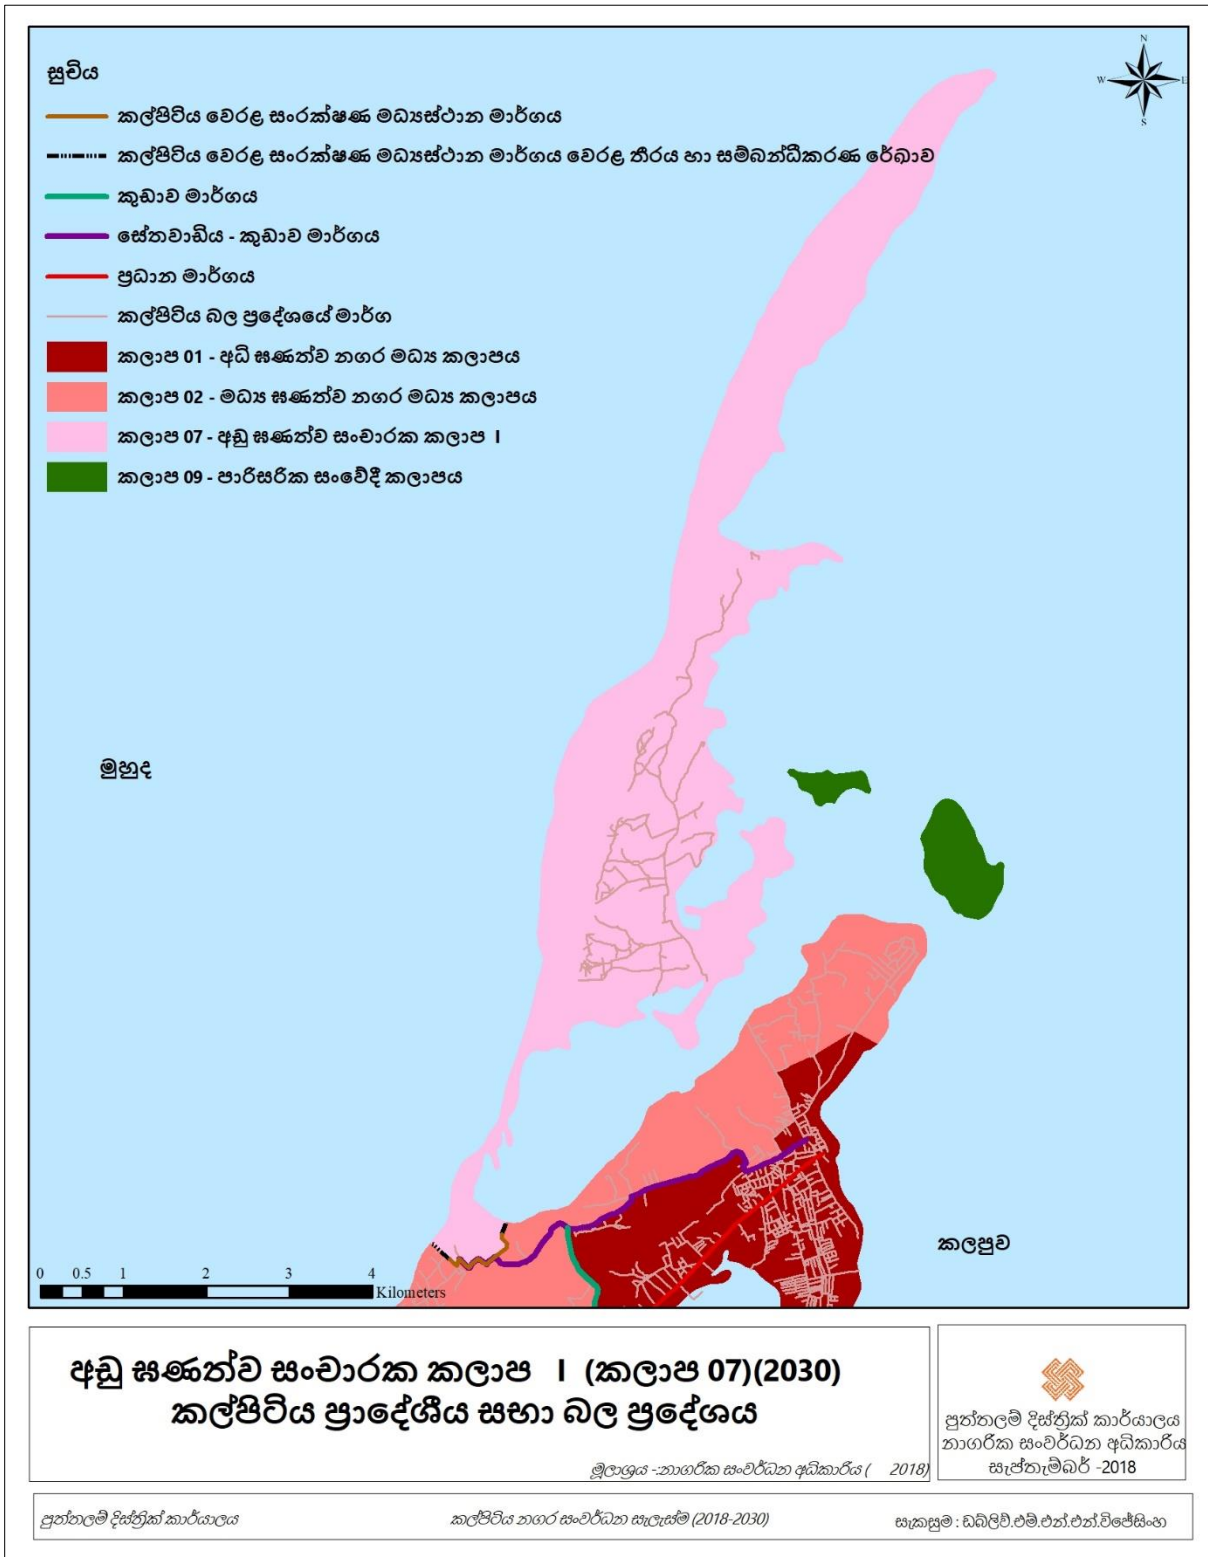 N
W E
S
සූචිය
කල්පිටිය වෙරළ සංරක්ෂණ මධ්‍යස්ථාන මාර්ගය
කල්පිටිය වෙරළ සංරක්ෂණ මධ්‍යස්ථාන මාර්ගය වෙරළ තීරය හා සම්බන්ධීකරණ රේඛාව
කුඩාව මාර්ගය
සේතවාඩිය - කුඩාව මාර්ගය
ප්‍රධාන මාර්ගය
කල්පිටිය බල ප්‍රදේශයේ මාර්ග
කලාප 01 - අධි ඝණත්ව නගර මධ්‍ය කලාපය
කලාප 02 - මධ්‍ය ඝණත්ව නගර මධ්‍ය කලාපය
කලාප 07 - අඩු ඝණත්ව සංචාරක කලාප I
කලාප 09 - පාරිසරික සංවේදී කලාපය
මුහුද
කලපුව
0 0.5 1 2 3 4
Kilometers
අඩු ඝණත්ව සංචාරක කලාප I (කලාප 07)(2030)
කල්පිටිය ප්‍රාදේශීය සභා බල ප්‍රදේශය
මූලාශ්‍රය -:නාගරික සංවර්ධන අධිකාරිය ( 2018)
පුත්තලම් දිස්ත්‍රික් කාර්යාලය
නාගරික සංවර්ධන අධිකාරිය
සැප්තැම්බර් -2018
පුත්තලම් දිස්ත්‍රික් කාර්යාලය කල්පිටිය නගර සංවර්ධන සැලැස්ම (2018-2030) සැකසුම : ඩබ්ලිව්.එම්.එන්.එන්.විජේසිංහ